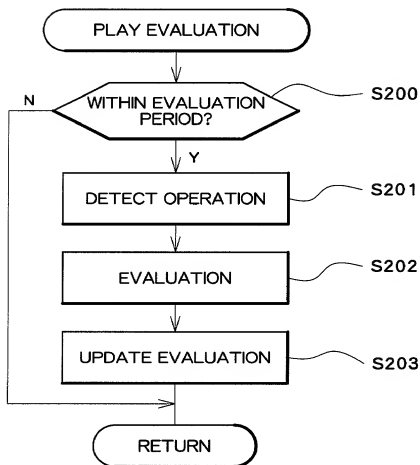 PLAY EVALUATION
WITHIN EVALUATION
PERIOD?
S200
N
Y
DETECT OPERATION
S201
EVALUATION
S202
UPDATE EVALUATION
S203
RETURN